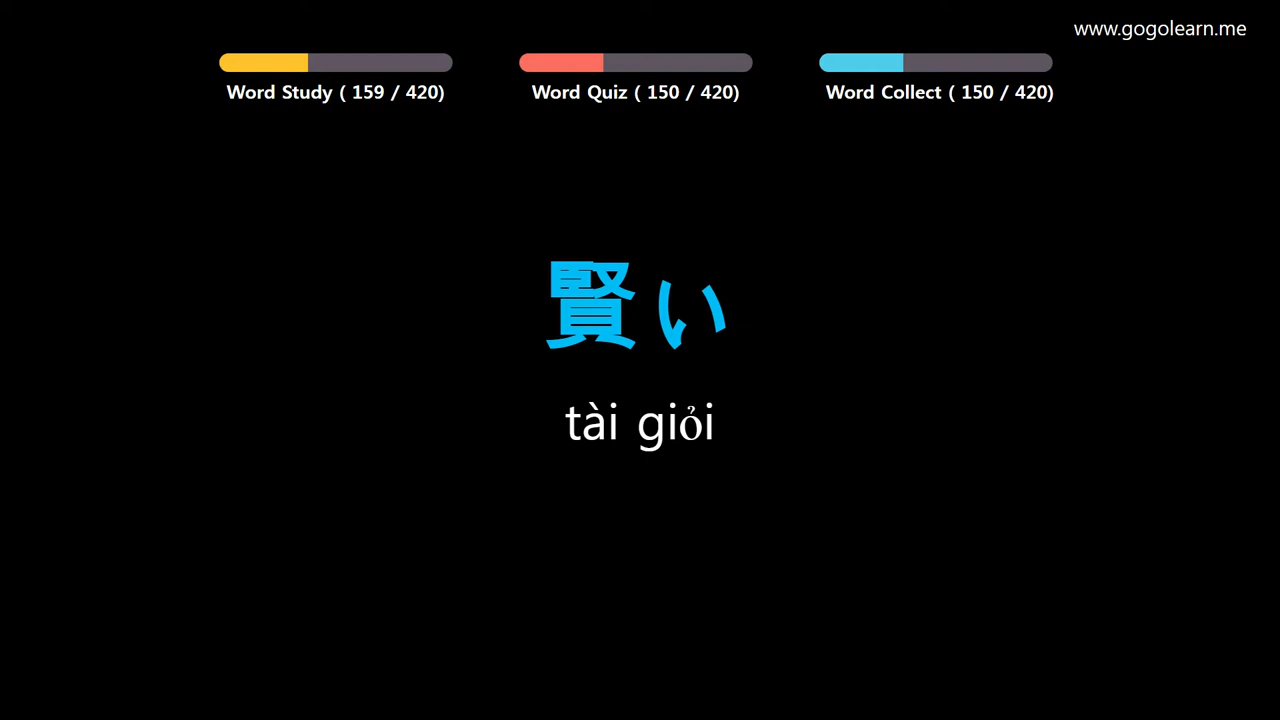 www.gogolearn.me
Word Study ( 159 / 420)
Word Quiz ( 150 / 420)
Word Collect ( 150 / 420)
賢い
tài giỏi